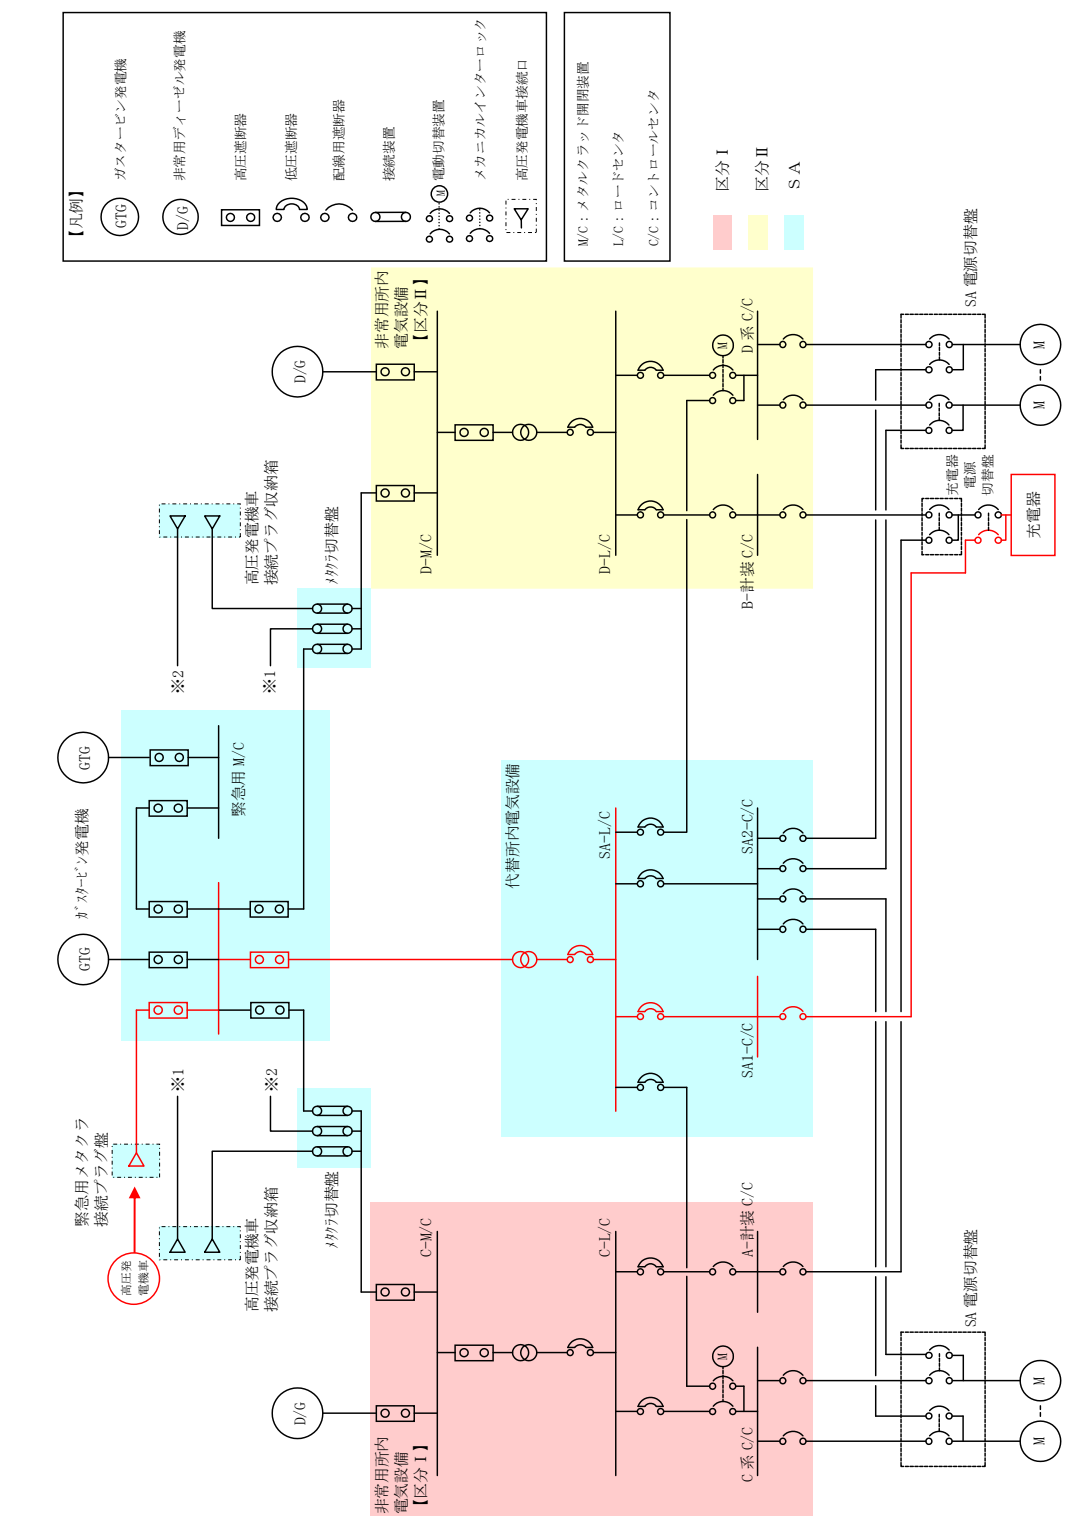 【凡例】
GTG
ガスタービン発電機
D/G
非常用ディーゼル発電機
高圧遮断器
低圧遮断器
配線用遮断器
接続装置
M
電動切替装置
メカニカルインターロック
高圧発電機車接続口
M/C：メタルクラッド開閉装置
L/C：ロードセンタ
C/C：コントロールセンタ
区分Ⅰ
区分Ⅱ
SA
緊急用メタクラ
接続プラグ盤
高圧発
電機車
GTG
ｶﾞｽﾀｰﾋﾞﾝ発電機
GTG
※1
※2
緊急用 M/C
※2
※1
高圧発電機車
接続プラグ収納箱
高圧発電機車
接続プラグ収納箱
ﾒﾀｸﾗ切替盤
ﾒﾀｸﾗ切替盤
D/G
D/G
非常用所内
電気設備
【区分Ⅰ】
非常用所内
電気設備
【区分Ⅱ】
C-M/C
D-M/C
代替所内電気設備
C-L/C
SA-L/C
D-L/C
M
M
C 系 C/C
A-計装 C/C
SA1-C/C
SA2-C/C
B-計装 C/C
D 系 C/C
SA 電源切替盤
充電器
電源
切替盤
SA 電源切替盤
充電器
M
M
M
M